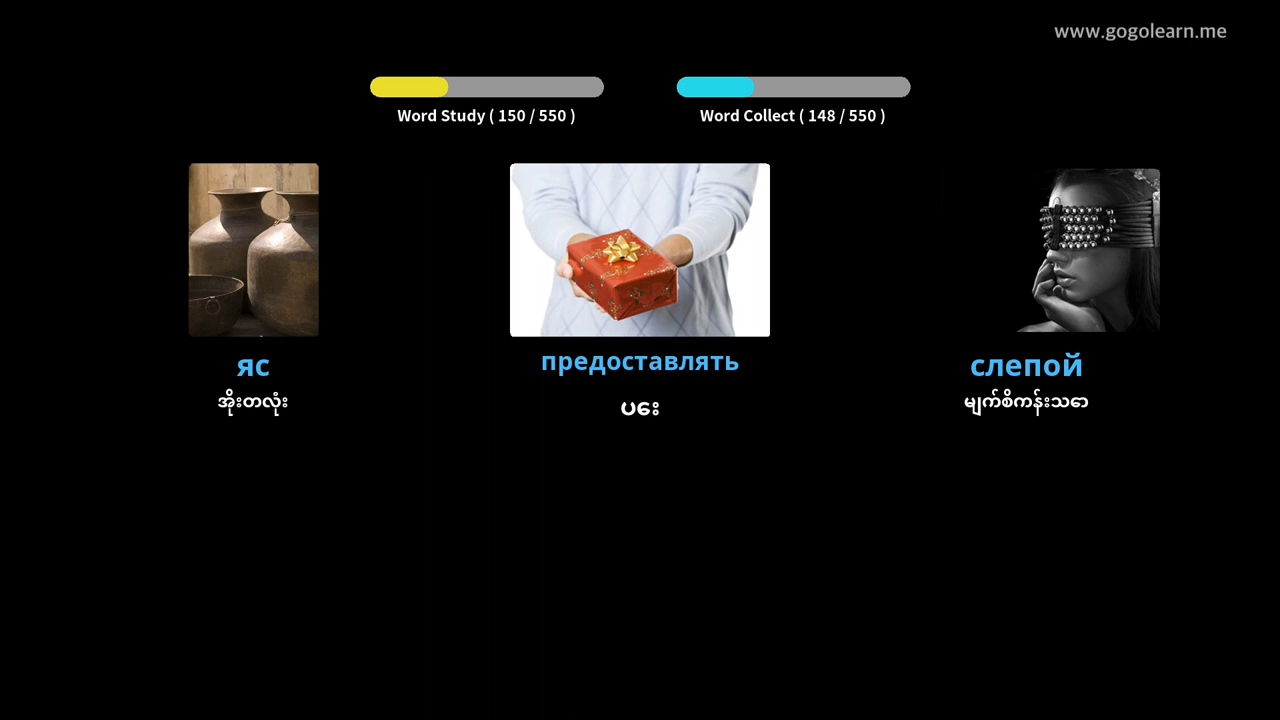 www.gogolearn.me
Word Study ( 150 / 550 )
Word Collect ( 148 / 550 )
яс
предоставлять
слепой
အိုးတလုံး
ပေး
မျက်စိကန်းသော